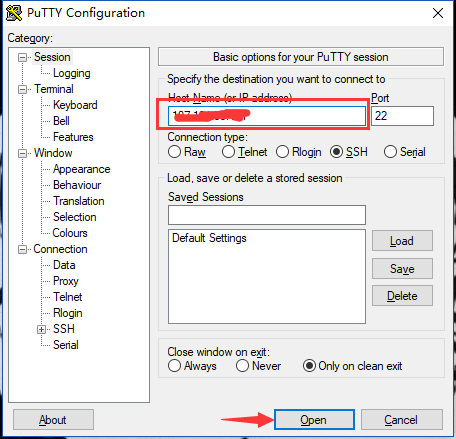 PuTTY Configuration
Category:
Session
Logging
Terminal
Keyboard
Bell
Features
Window
Appearance
Behaviour
Translation
Selection
Colours
Connection
Data
Proxy
Telnet
Rlogin
SSH
Serial
Basic options for your PuTTY session
Specify the destination you want to connect to
Host Name (or IP address) Port
22
Connection type:
Raw Telnet Rlogin SSH Serial
Load, save or delete a stored session
Saved Sessions
Default Settings
Load
Save
Delete
Close window on exit:
Always Never Only on clean exit
About Open Cancel